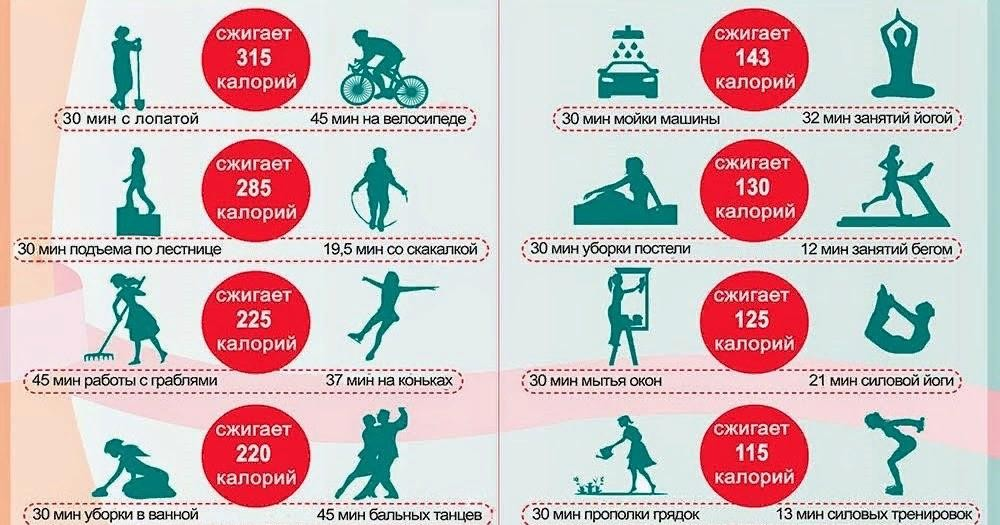 сжигает
315
калорий
30 мин с лопатой
45 мин на велосипеде
сжигает
285
калорий
30 мин подъема по лестнице
19,5 мин со скакалкой
сжигает
225
калорий
45 мин работы с граблями
37 мин на коньках
сжигает
220
калорий
30 мин уборки в ванной
45 мин бальных танцев
сжигает
143
калорий
30 мин мойки машины
32 мин занятий йогой
сжигает
130
калорий
30 мин уборки постели
12 мин занятий бегом
сжигает
125
калорий
30 мин мытья окон
21 мин силовой йоги
сжигает
115
калорий
30 мин прополки грядок
13 мин силовых тренировок